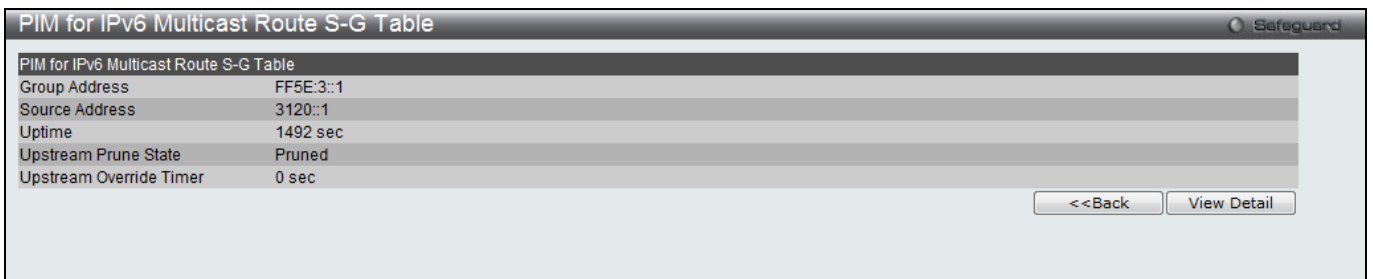 PIM for IPv6 Multicast Route S-G Table
Safeguard
PIM for IPv6 Multicast Route S-G Table
Group Address FF5E:3::1
Source Address 3120::1
Uptime 1492 sec
Upstream Prune State Pruned
Upstream Override Timer 0 sec
<<Back View Detail